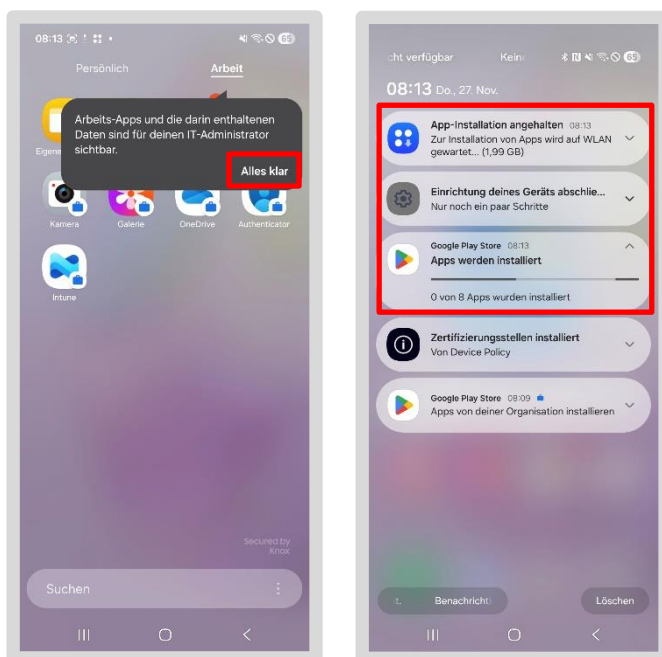 08:13
65
Persönlich
Arbeit
Arbeits-Apps und die darin enthaltenen
Daten sind für deinen IT-Administrator
sichtbar.
Alles klar
Eigene
Kamera
Galerie
OneDrive
Authenticator
Intune
Secured by
Knox
Suchen
cht verfügbar
Kein
65
08:13 Do., 27. Nov.
App-Installation angehalten 08:13
Zur Installation von Apps wird auf WLAN
gewartet... (1,99 GB)
Einrichtung deines Geräts abschlie...
Nur noch ein paar Schritte
Google Play Store 08:13
Apps werden installiert
0 von 8 Apps wurden installiert
Zertifizierungsstellen installiert
Von Device Policy
Google Play Store 08:09
Apps von deiner Organisation installieren
t.
Benachricht
Löschen